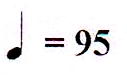 ♩ = 95